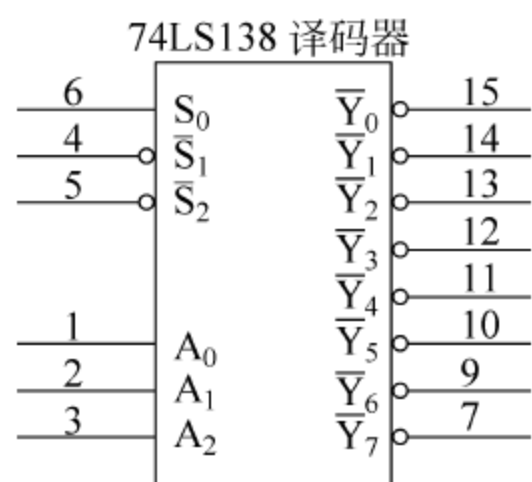 74LS138 译码器
6 S₀ Y̅₀ 15
4 S̅₁ Y̅₁ 14
5 S̅₂ Y̅₂ 13
Y̅₃ 12
Y̅₄ 11
1 A₀ Y̅₅ 10
2 A₁ Y̅₆ 9
3 A₂ Y̅₇ 7